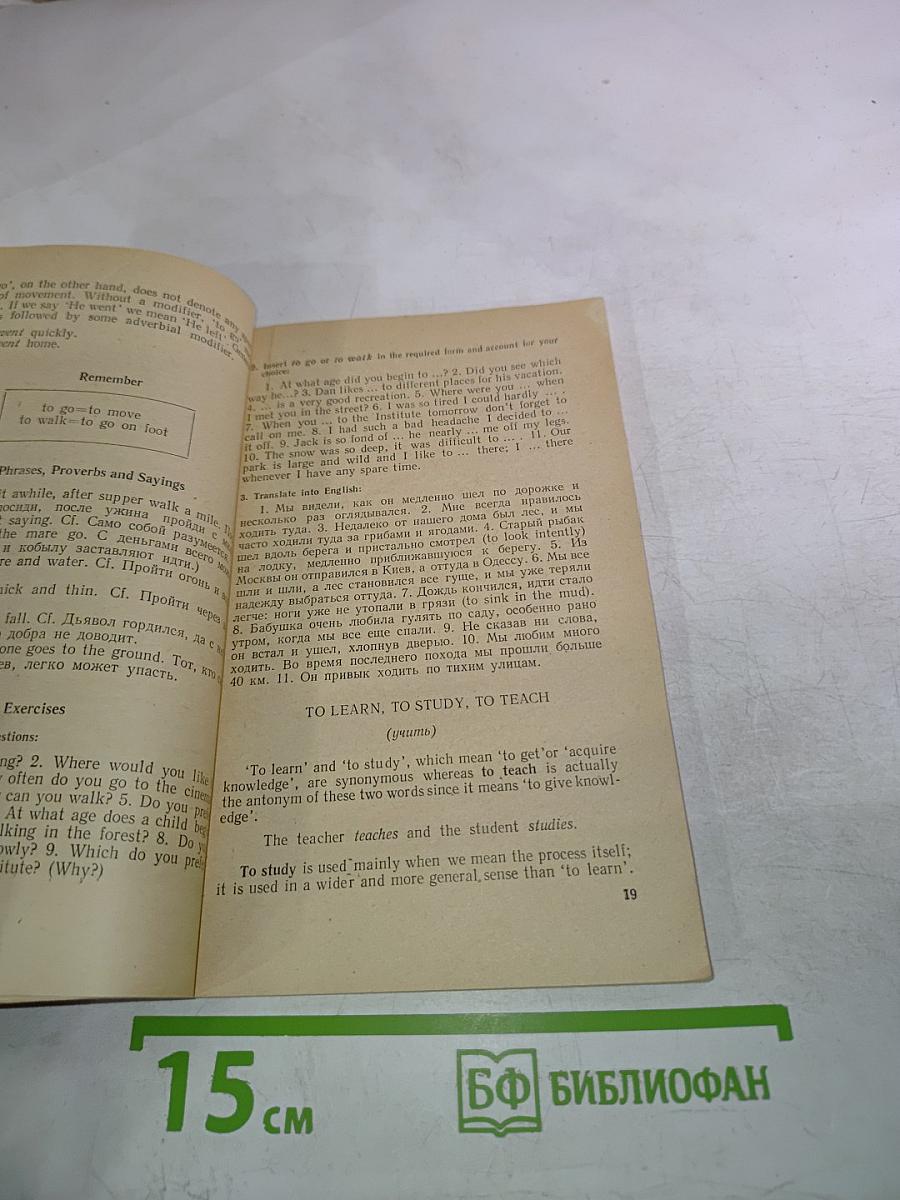 o', on the other hand, does not denote any
of movement. Without a modifier, 'to go'
. If we say 'He went' we mean 'He left'.
s followed by some adverbial modifier.
vent quickly.
vent home.
Remember
to go=to move
to walk=to go on foot
Phrases, Proverbs and Sayings
it awhile, after supper walk a mile.
посиди, после ужина пройди с
t saying. Cf. Само собой разумеется
the mare go. С деньгами всего
и кобылу заставляют идти.)
re and water. Cf. Пройти огонь и
hick and thin. Cf. Пройти через
fall. Cf. Дьявол гордился, да с
добра не доводит.
one goes to the ground. Тот, кто
ев, легко может упасть.
Exercises
estions:
ng? 2. Where would you like
often do you go to the cinem
can you walk? 5. Do you pre
At what age does a child beg
lking in the forest? 8. Do y
owly? 9. Which do you prefe
itute? (Why?)
2. Insert to go or to walk in the required form and account for your
choice:
1. At what age did you begin to ...? 2. Did you see which
way he...? 3. Dan likes ... to different places for his vacation.
4. ... is a very good recreation. 5. Where were you ... when
I met you in the street? 6. I was so tired I could hardly ... .
7. When you ... to the Institute tomorrow don't forget to
call on me. 8. I had such a bad headache I decided to ...
it off. 9. Jack is so fond of ... he nearly ... me off my legs.
10. The snow was so deep, it was difficult to ... . 11. Our
park is large and wild and I like to ... there; I ... there
whenever I have any spare time.
3. Translate into English:
1. Мы видели, как он медленно шел по дорожке и
несколько раз оглядывался. 2. Мне всегда нравилось
ходить туда. 3. Недалеко от нашего дома был лес, и мы
часто ходили туда за грибами и ягодами. 4. Старый рыбак
шел вдоль берега и пристально смотрел (to look intently)
на лодку, медленно приближавшуюся к берегу. 5. Из
Москвы он отправился в Киев, а оттуда в Одессу. 6. Мы все
шли и шли, а лес становился все гуще, и мы уже теряли
надежду выбраться оттуда. 7. Дождь кончился, идти стало
легче: ноги уже не утопали в грязи (to sink in the mud).
8. Бабушка очень любила гулять по саду, особенно рано
утром, когда мы все еще спали. 9. Не сказав ни слова,
он встал и ушел, хлопнув дверью. 10. Мы любим много
ходить. Во время последнего похода мы прошли больше
40 км. 11. Он привык ходить по тихим улицам.
TO LEARN, TO STUDY, TO TEACH
(учить)
'To learn' and 'to study', which mean 'to get' or 'acquire
knowledge', are synonymous whereas to teach is actually
the antonym of these two words since it means 'to give knowl-
edge'.
The teacher teaches and the student studies.
To study is used mainly when we mean the process itself;
it is used in a wider and more general sense than 'to learn'.
19
15 см
БФ БИБЛИОФАН